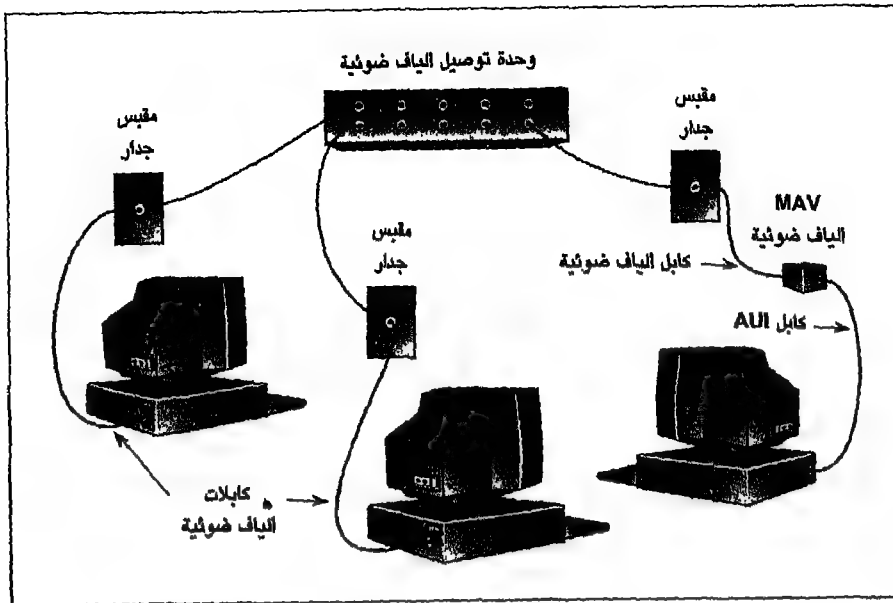 وحدة توصيل الياف ضوئية
مقبس
جدار
مقبس
جدار
MAV
الياف ضوئية
مقبس
جدار
كابل الياف ضوئية
كابل AUI
كابلات
الياف ضوئية